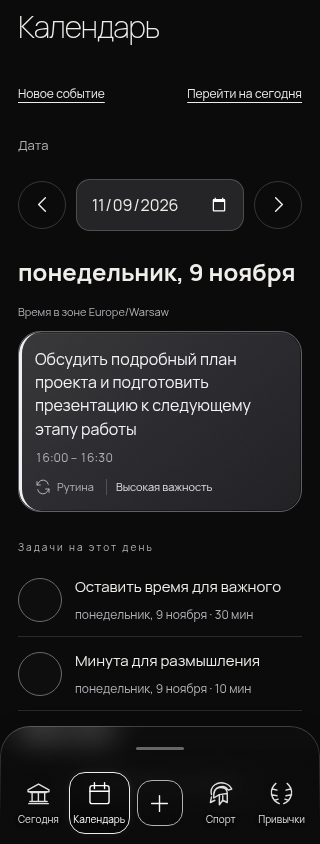 Календарь
Новое событие
Перейти на сегодня
Дата
11/09/2026
понедельник, 9 ноября
Время в зоне Europe/Warsaw
Обсудить подробный план
проекта и подготовить
презентацию к следующему
этапу работы
16:00 – 16:30
Рутина
Высокая важность
Задачи на этот день
Оставить время для важного
понедельник, 9 ноября · 30 мин
Минута для размышления
понедельник, 9 ноября · 10 мин
Сегодня
Календарь
Спорт
Привычки